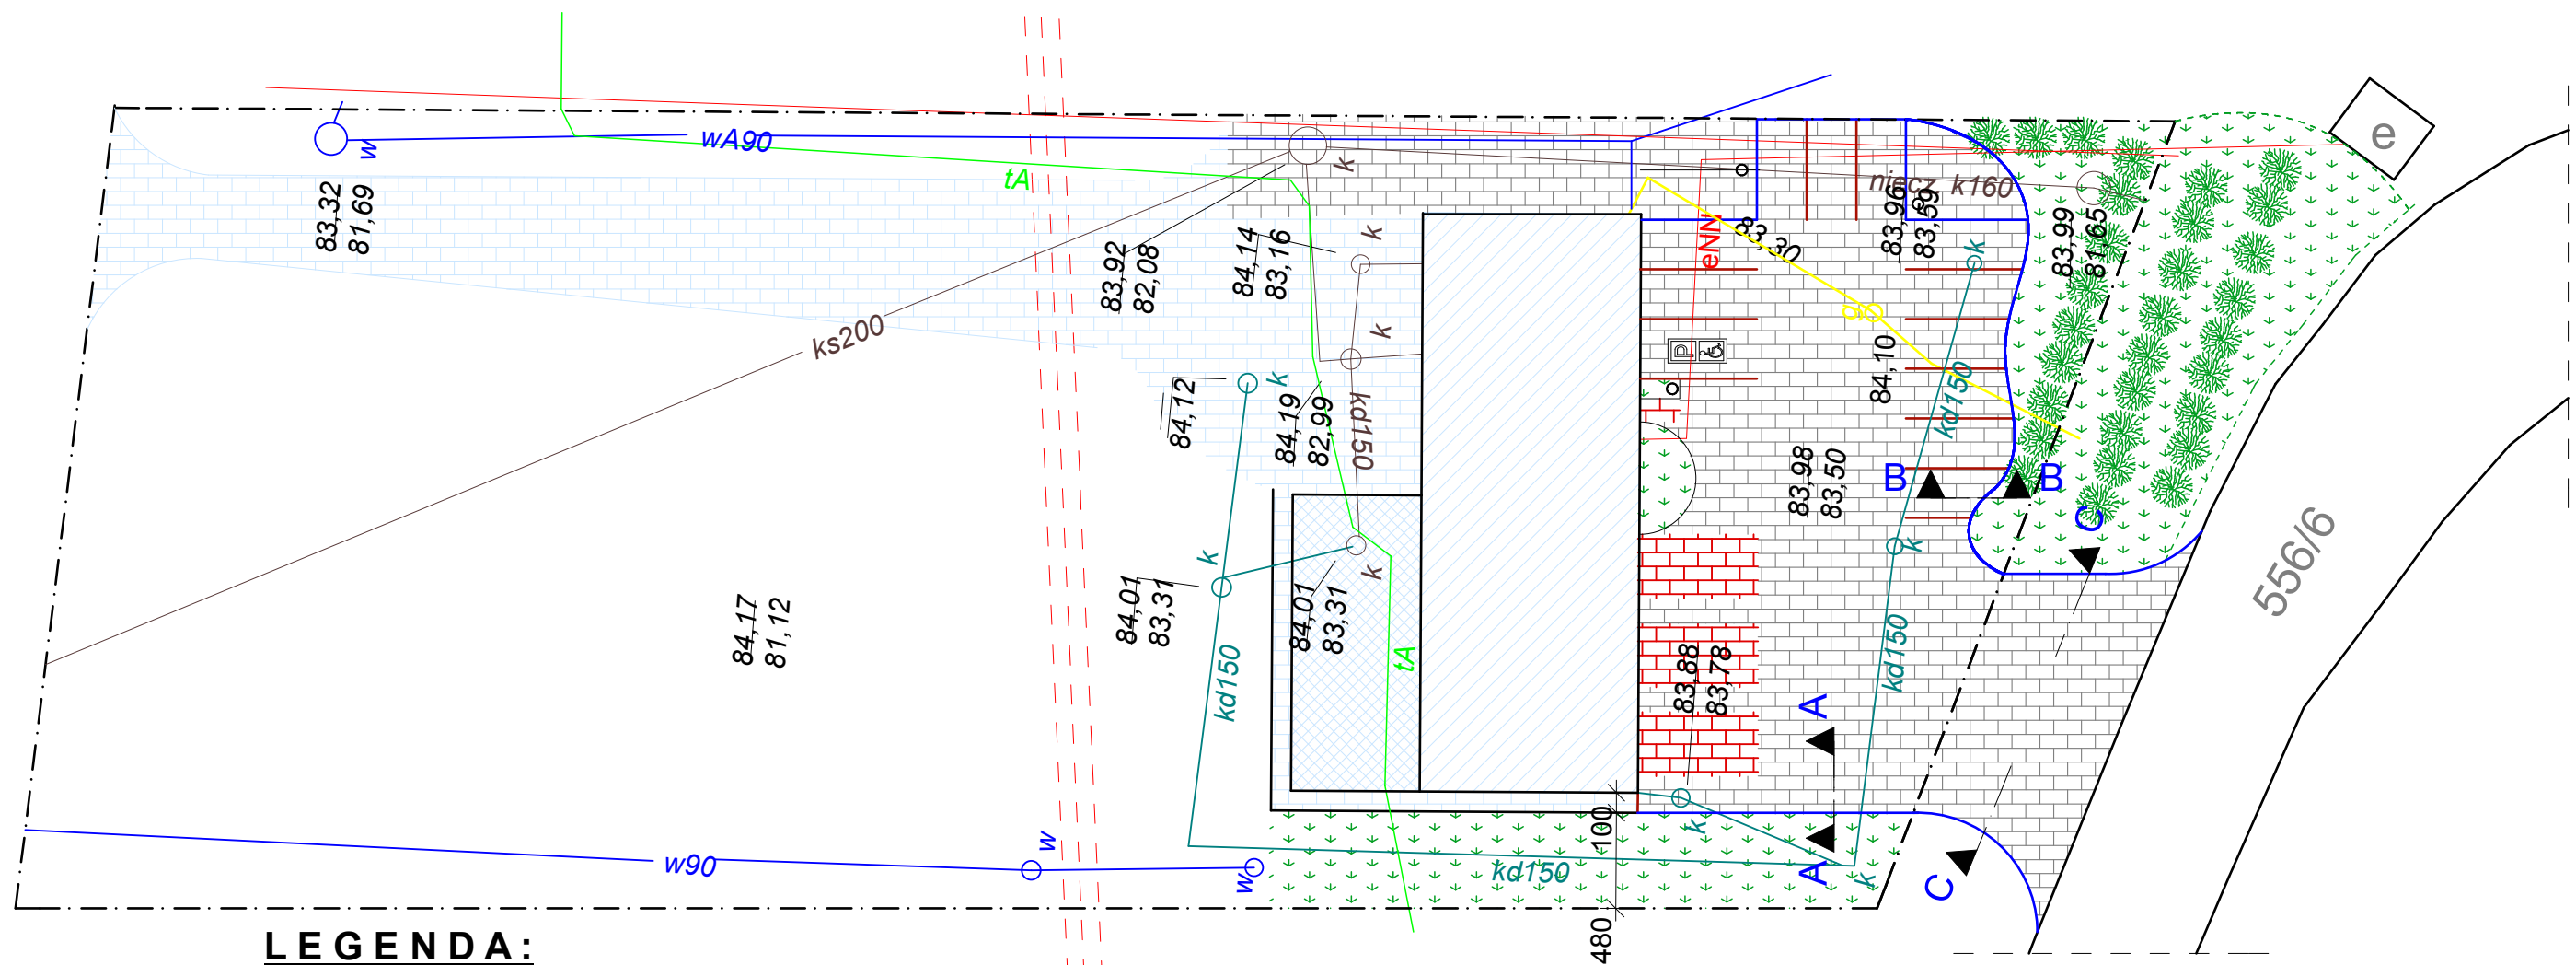 w
wA90
tA
k
niecz. k160
e
83,32
81,69
83,92
82,08
84,14
83,16
k
k
eNN
83,30
83,96
83,59
k
83,99
81,65
ks200
84,12
k
84,19
82,99
kd150
P
g
84,10
kd150
83,98
83,50
B
B
C
556/6
k
k
k
84,17
81,12
84,01
83,31
84,01
83,31
kd150
tA
83,88
83,78
kd150
A
w90
w
w
100
k
kd150
A
k
C
480
LEGENDA: